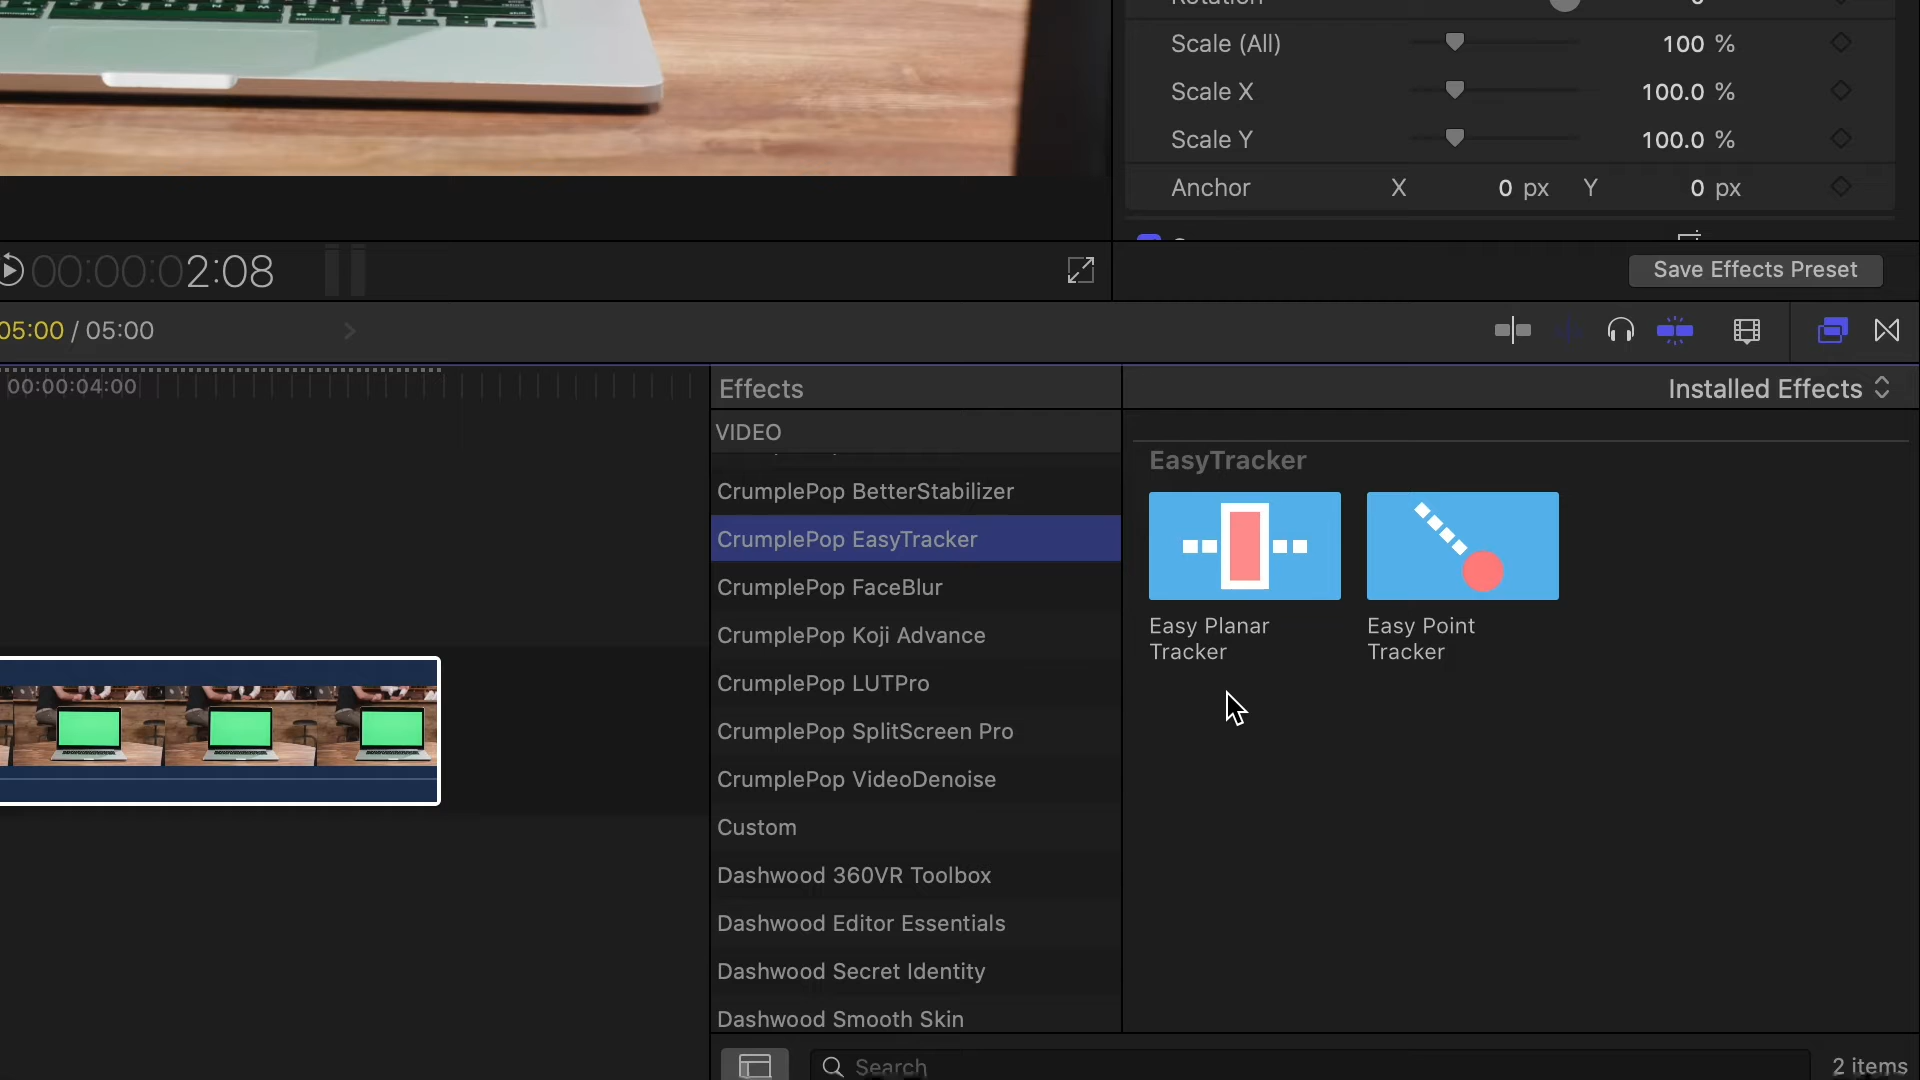 Rotation
0
Scale (All) 100 %
Scale X 100.0 %
Scale Y 100.0 %
Anchor X 0 px Y 0 px
00:00:02:08
Save Effects Preset
05:00 / 05:00
00:00:04:00
Effects
Installed Effects
VIDEO
CrumplePop BetterStabilizer
CrumplePop EasyTracker
CrumplePop FaceBlur
CrumplePop Koji Advance
CrumplePop LUTPro
CrumplePop SplitScreen Pro
CrumplePop VideoDenoise
Custom
Dashwood 360VR Toolbox
Dashwood Editor Essentials
Dashwood Secret Identity
Dashwood Smooth Skin
EasyTracker
Easy Planar
Tracker
Easy Point
Tracker
Search
2 items